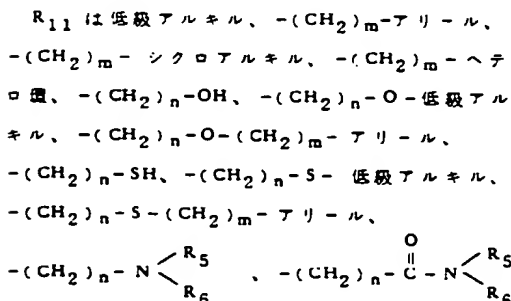 R11 は低級アルキル、-(CH2)m-アリール、
-(CH2)m- シクロアルキル、-(CH2)m-ヘテ
ロ環、-(CH2)n-OH、-(CH2)n-O-低級アル
キル、-(CH2)n-O-(CH2)m- アリール、
-(CH2)n-SH、-(CH2)n-S- 低級アルキル、
-(CH2)n-S-(CH2)m- アリール、
O
-(CH2)n- N R5 、-(CH2)n- C - N R5
R6 R6